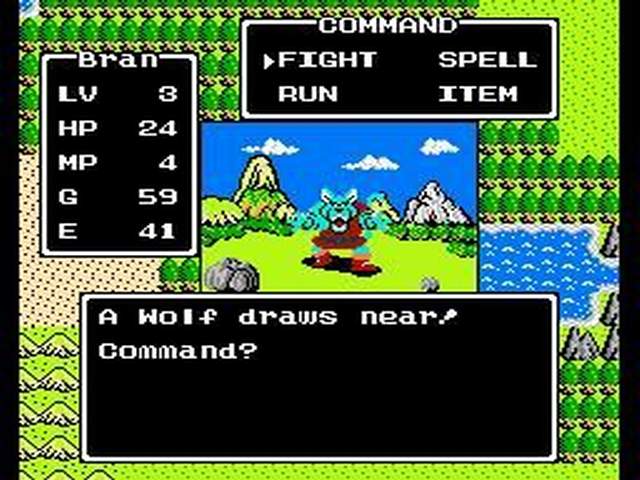 COMMAND
▶FIGHT SPELL
RUN ITEM
Bran
LV 3
HP 24
MP 4
G 59
E 41
A Wolf draws near!
Command?